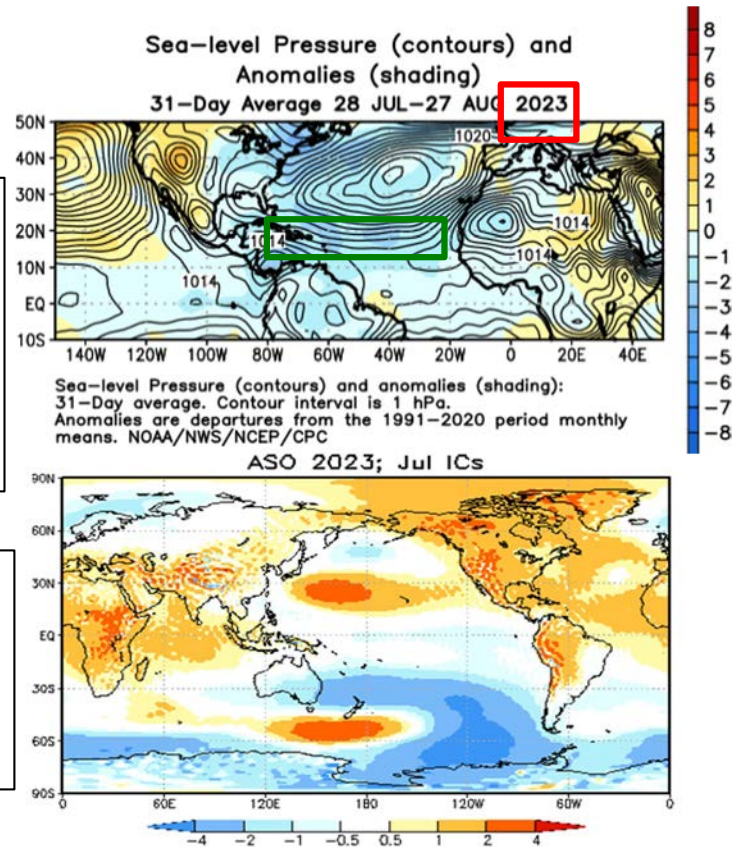 Sea-level Pressure (contours) and
Anomalies (shading)
31-Day Average 28 JUL-27 AUG 2023
50N
40N
30N
20N
10N
EQ
10S
1020
1014
1014
1014
1014
140W 120W 100W 80W 60W 40W 20W 0 20E 40E
8
7
6
5
4
3
2
1
0
-1
-2
-3
-4
-5
-6
-7
-8
Sea-level Pressure (contours) and anomalies (shading):
31-Day average. Contour interval is 1 hPa.
Anomalies are departures from the 1991-2020 period monthly
means. NOAA/NWS/NCEP/CPC
ASO 2023; Jul ICs
90N
60N
30N
EQ
30S
60S
90S
0 60E 120E 180 120W 60W 0
-4 -2 -1 -0.5 0.5 1 2 4